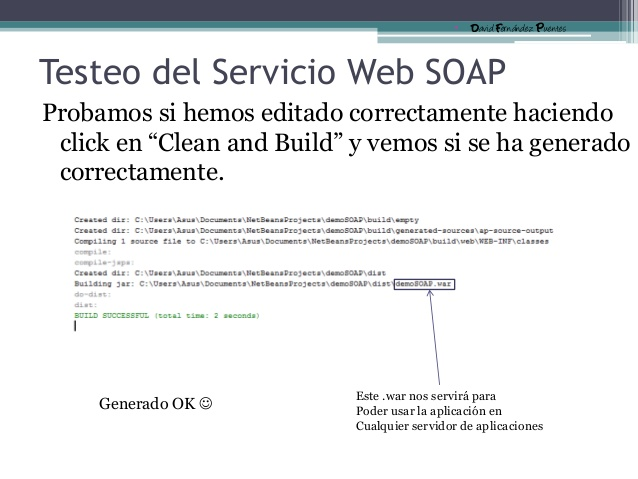 David Fernández Puentes
Testeo del Servicio Web SOAP
Probamos si hemos editado correctamente haciendo
click en “Clean and Build” y vemos si se ha generado
correctamente.
Created dir: C:\Users\Asus\Documents\NetBeansProjects\demoSOAP\build\empty
Created dir: C:\Users\Asus\Documents\NetBeansProjects\demoSOAP\build\generated-sources\ap-source-output
Compiling 1 source file to C:\Users\Asus\Documents\NetBeansProjects\demoSOAP\build\web\WEB-INF\classes
compile:
compile-jsps:
Created dir: C:\Users\Asus\Documents\NetBeansProjects\demoSOAP\dist
Building jar: C:\Users\Asus\Documents\NetBeansProjects\demoSOAP\dist\demoSOAP.war
do-dist:
dist:
BUILD SUCCESSFUL (total time: 2 seconds)
Generado OK ☺
Este .war nos servirá para
Poder usar la aplicación en
Cualquier servidor de aplicaciones